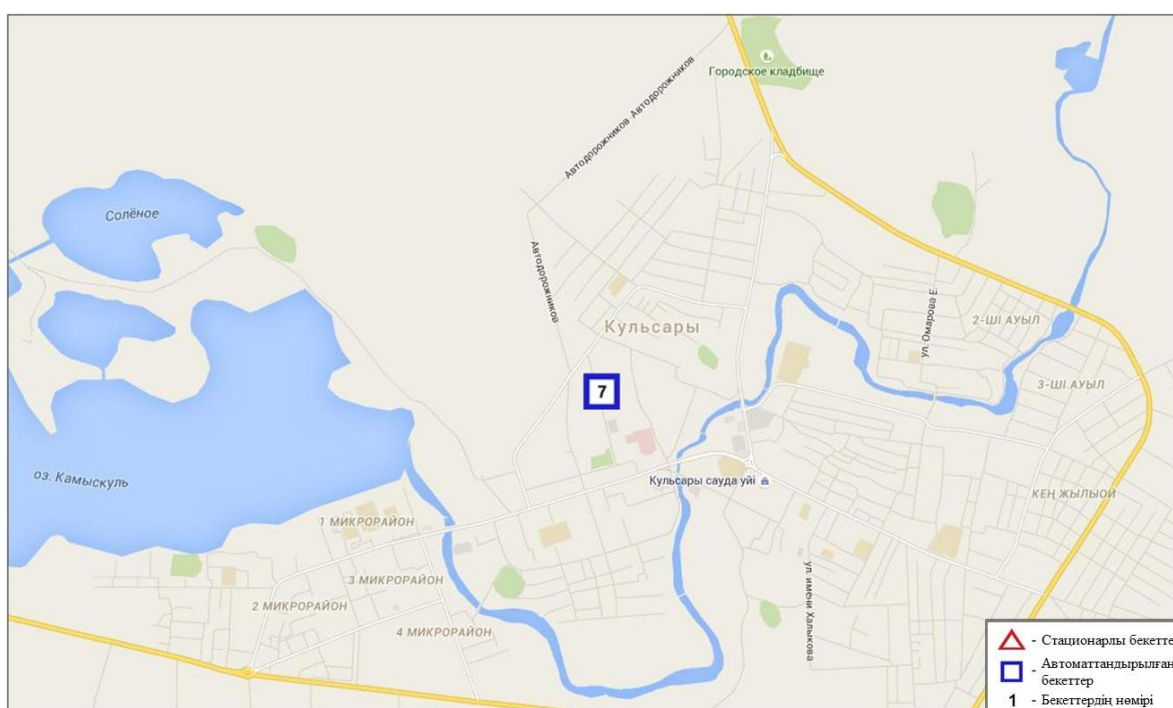 Городское кладбище
Автодорожников Автодорожников
Солёное
Автодорожников
ул. Омарова Е.
2-ШІ АУЫЛ
Кульсары
3-ШІ АУЫЛ
7
оз. Камыскуль
Кульсары сауда үйі
КЕҢ ЖЫЛЫОЙ
1 МИКРОРАЙОН
3 МИКРОРАЙОН
2 МИКРОРАЙОН
4 МИКРОРАЙОН
ул. имени Халыкова
- Стационарлы бекетте
- Автоматтандырылған
бекеттер
1 - Бекеттердің нөмірі